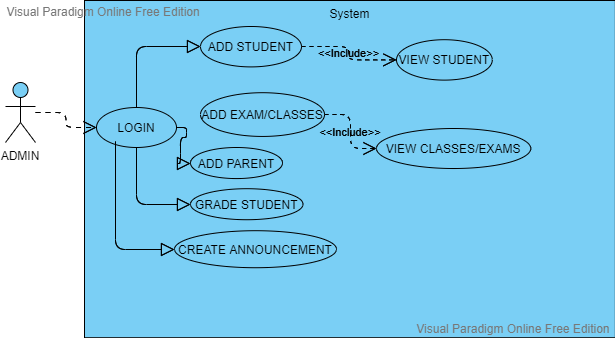 Visual Paradigm Online Free Edition
System
ADD STUDENT
<<Include>>
VIEW STUDENT
ADD EXAM/CLASSES
<<Include>>
LOGIN
ADMIN
VIEW CLASSES/EXAMS
ADD PARENT
GRADE STUDENT
CREATE ANNOUNCEMENT
Visual Paradigm Online Free Edition